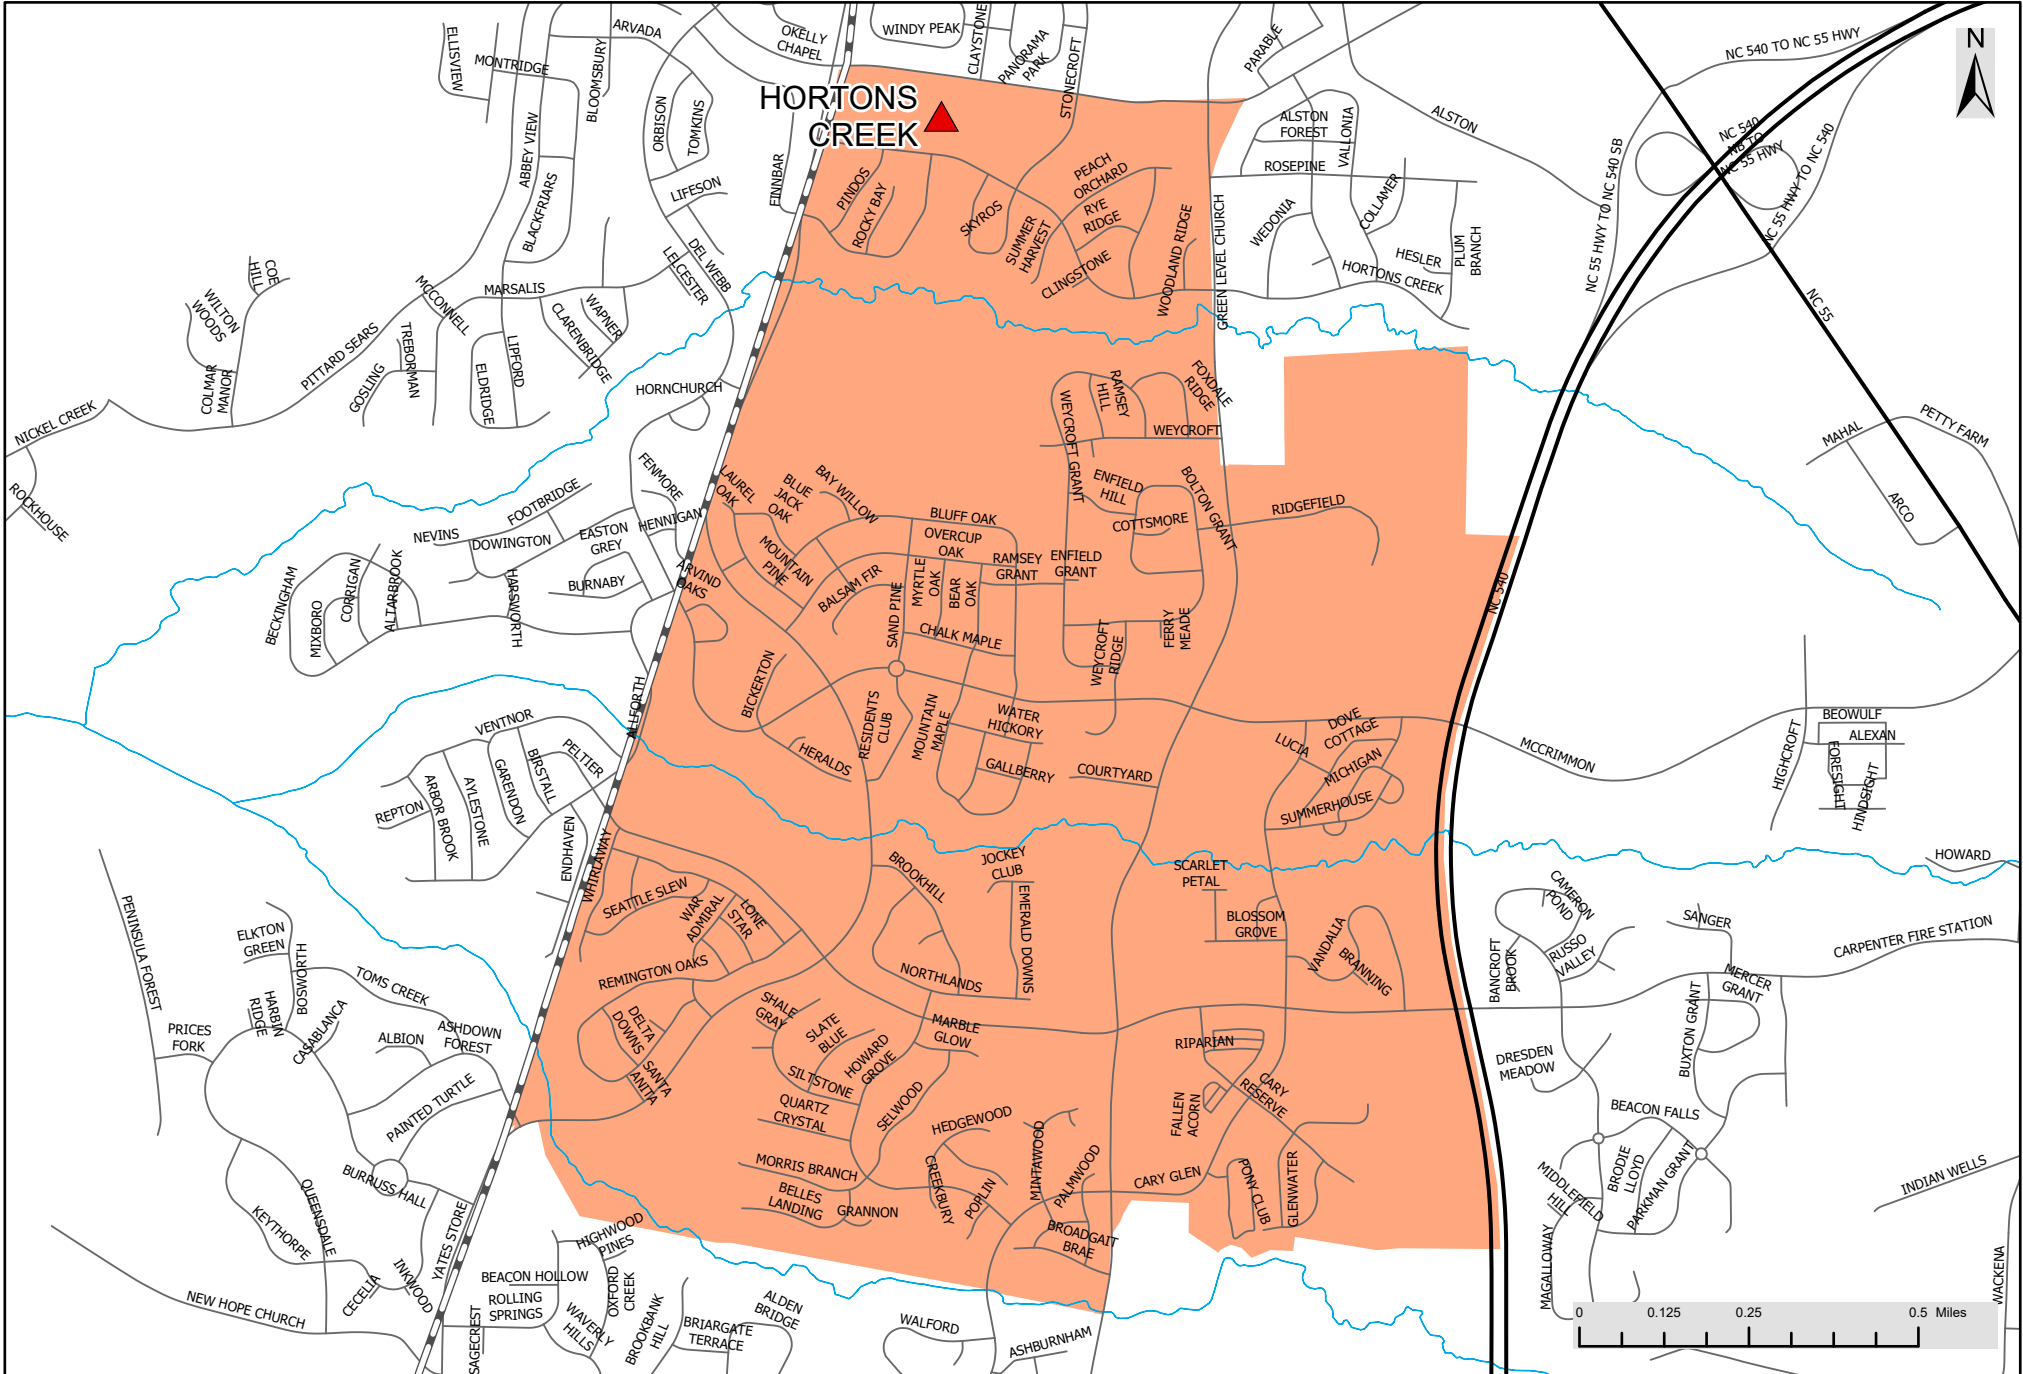 ELLISVIEW
MONTRIDGE
ARVADA
BLOOMSBURY
OKELLY
CHAPEL
WINDY PEAK
CLAYSTONE
PANORAMA
PARK
STONECROFT
PARABLE
NC 540 TO NC 55 HWY
N
HORTONS
CREEK
ORBISON
TOMKINS
ABBEY VIEW
BLACKFRIARS
LIFESON
FINNBAR
PINDOS
ROCKY BAY
SKYROS
SUMMER
HARVEST
PEACH
ORCHARD
RYE
RIDGE
CLINGSTONE
WOODLAND RIDGE
GREEN LEVEL CHURCH
ALSTON
FOREST
VALLONIA
ROSEPINE
ALSTON
WEDONIA
COLLAMER
HESLER
PLUM
BRANCH
HORTONS CREEK
NC 55 HWY TO NC 540 SB
NC 540
NB TO
NC 55 HWY
NC 55 HWY TO NC 540
NC 55
COE
HILL
WILTON
WOODS
COLMAR
MANOR
PITTARD SEARS
MCCONNELL
MARSALIS
TREBORMAN
GOSLING
ELDRIDGE
LIPFORD
CLARENBRIDGE
WAPNER
LEICESTER
DEL WEBB
HORNCHURCH
NICKEL CREEK
ROCKHOUSE
FENMORE
NEVINS
FOOTBRIDGE
DOWINGTON
EASTON
GREY
HENNIGAN
BURNABY
HARSWORTH
BECKINGHAM
MIXBORO
CORRIGAN
ALTARBROOK
LAUREL
OAK
BLUE
JACK
OAK
BAY WILLOW
MOUNTAIN
PINE
BALSAM FIR
ARVIND
OAKS
BLUFF OAK
OVERCUP
OAK
MYRTLE
OAK
BEAR
OAK
RAMSEY
GRANT
ENFIELD
GRANT
SAND PINE
CHALK MAPLE
WEYCROFT GRANT
RAMSEY
HILL
FOXDALE
RIDGE
WEYCROFT
ENFIELD
HILL
COTTSMORE
BOLTON GRANT
RIDGEFIELD
WEYCROFT
RIDGE
FERRY
MEADE
NC 540
MAHAL
PETTY FARM
ARCO
BICKERTON
HERALDS
RESIDENTS
CLUB
MOUNTAIN
MAPLE
WATER
HICKORY
GALLBERRY
COURTYARD
LUCIA
DOVE
COTTAGE
MICHIGAN
SUMMERHOUSE
MCCRIMMON
HIGHCROFT
BEOWULF
ALEXAN
FORESIGHT
HINDSIGHT
HOWARD
ALLFORTH
VENTNOR
PELTIER
BIRSTALL
GARENDON
AYLESTONE
ARBOR BROOK
REPTON
ENDHAVEN
WHIRLAWAY
SEATTLE SLEW
WAR
ADMIRAL
LONE
STAR
REMINGTON OAKS
DELTA
DOWNS
SANTA
ANITA
BROOKHILL
JOCKEY
CLUB
EMERALD DOWNS
NORTHLANDS
SCARLET
PETAL
BLOSSOM
GROVE
VANDALIA
BRANNING
CAMERON
POND
RUSSO
VALLEY
BANCROFT
BROOK
SANGER
MERCER
GRANT
CARPENTER FIRE STATION
BUXTON GRANT
DRESDEN
MEADOW
BEACON FALLS
PENINSULA FOREST
ELKTON
GREEN
BOSWORTH
HARBIN
RIDGE
TOMS CREEK
CASABLANCA
PRICES
FORK
ALBION
ASHDOWN
FOREST
PAINTED TURTLE
BURRUSS HALL
QUEENSDALE
KEYTHORPE
CECELIA
INKWOOD
YATES STORE
NEW HOPE CHURCH
SHALE
GRAY
SLATE
BLUE
HOWARD
GROVE
MARBLE
GLOW
SILTSTONE
QUARTZ
CRYSTAL
SELWOOD
HEDGEWOOD
MORRIS BRANCH
BELLES
LANDING
GRANNON
CREEKBURY
POPLIN
MINTAWOOD
PALMWOOD
BROADGAIT
BRAE
CARY GLEN
RIPARIAN
CARY
RESERVE
FALLEN
ACORN
PONY CLUB
GLENWATER
MIDDLEFIELD
HILL
BRODIE
LLOYD
PARKMAN GRANT
MAGALLOWAY
INDIAN WELLS
WACKENA
HIGHWOOD
PINES
BEACON HOLLOW
ROLLING
SPRINGS
OXFORD
CREEK
SAGECREST
WAVERLY
HILLS
BROOKBANK
HILL
BRIARGATE
TERRACE
ALDEN
BRIDGE
WALFORD
ASHBURNHAM
0 0.125 0.25 0.5 Miles